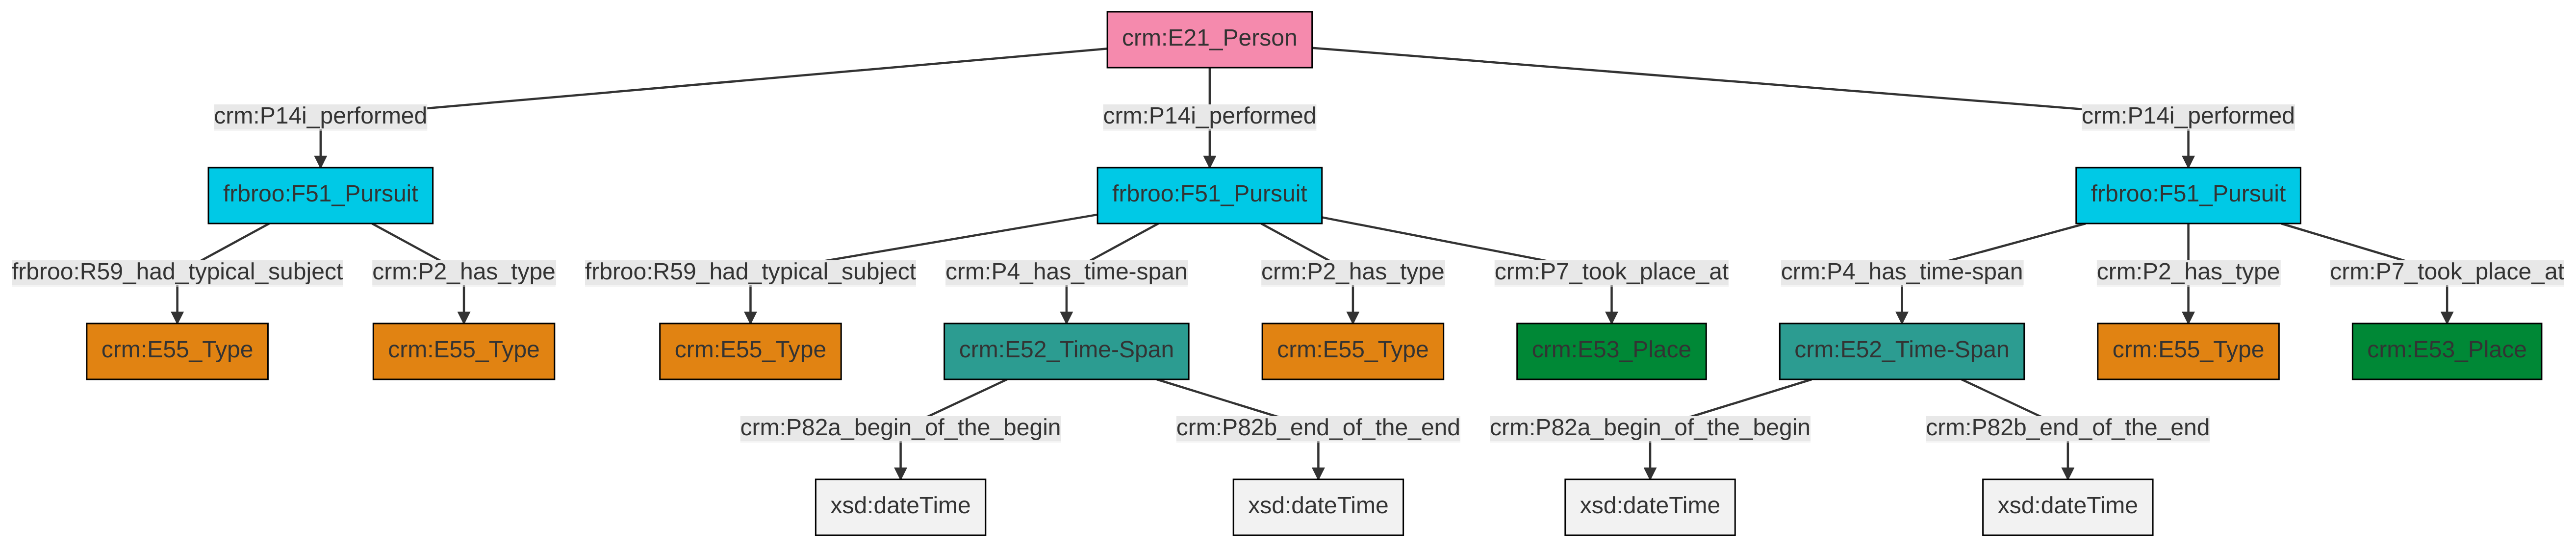 crm:E21_Person
crm:P14i_performed
crm:P14i_performed
crm:P14i_performed
frbroo:F51_Pursuit
frbroo:F51_Pursuit
frbroo:F51_Pursuit
frbroo:R59_had_typical_subject
crm:P2_has_type
frbroo:R59_had_typical_subject
crm:P4_has_time-span
crm:P2_has_type
crm:P7_took_place_at
crm:P4_has_time-span
crm:P2_has_type
crm:P7_took_place_at
crm:E55_Type
crm:E55_Type
crm:E55_Type
crm:E52_Time-Span
crm:E55_Type
crm:E53_Place
crm:E52_Time-Span
crm:E55_Type
crm:E53_Place
crm:P82a_begin_of_the_begin
crm:P82b_end_of_the_end
crm:P82a_begin_of_the_begin
crm:P82b_end_of_the_end
xsd:dateTime
xsd:dateTime
xsd:dateTime
xsd:dateTime